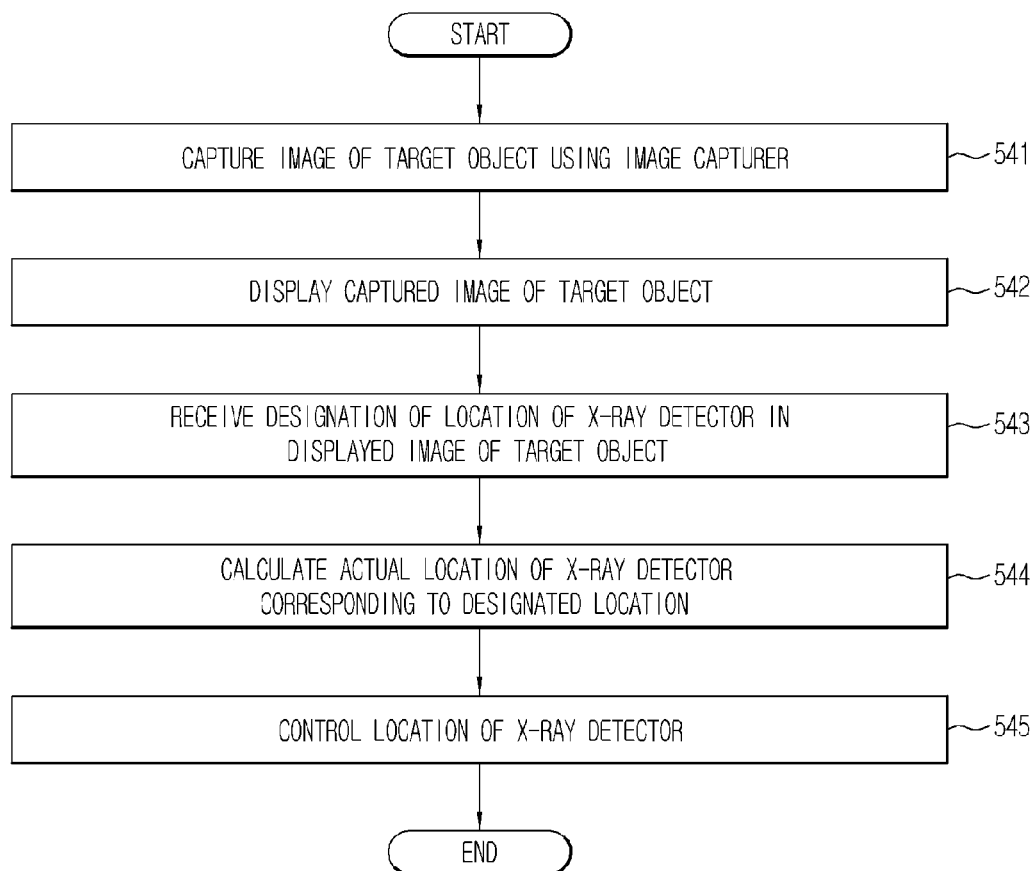 START
CAPTURE IMAGE OF TARGET OBJECT USING IMAGE CAPTURER
541
DISPLAY CAPTURED IMAGE OF TARGET OBJECT
542
RECEIVE DESIGNATION OF LOCATION OF X-RAY DETECTOR IN
DISPLAYED IMAGE OF TARGET OBJECT
543
CALCULATE ACTUAL LOCATION OF X-RAY DETECTOR
CORRESPONDING TO DESIGNATED LOCATION
544
CONTROL LOCATION OF X-RAY DETECTOR
545
END